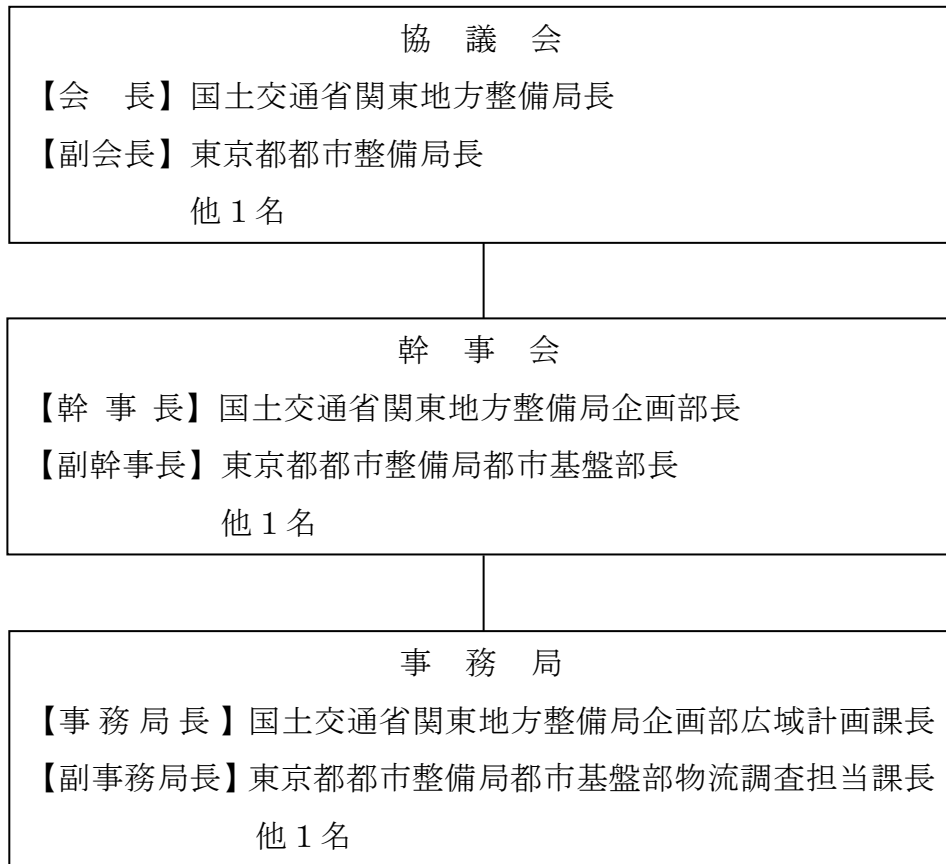 協　議　会
【会　長】国土交通省関東地方整備局長
【副会長】東京都都市整備局長
他１名
幹　事　会
【幹 事 長】国土交通省関東地方整備局企画部長
【副幹事長】東京都都市整備局都市基盤部長
他１名
事　務　局
【事 務 局 長】国土交通省関東地方整備局企画部広域計画課長
【副事務局長】東京都都市整備局都市基盤部物流調査担当課長
他１名